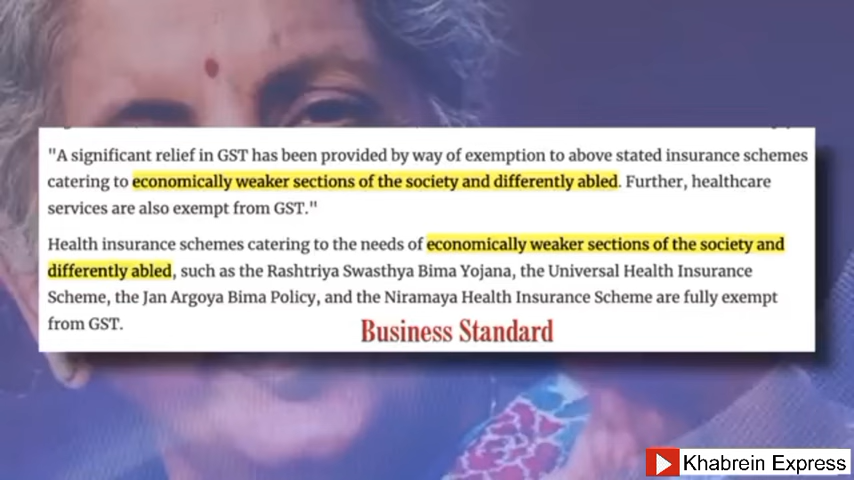 "A significant relief in GST has been provided by way of exemption to above stated insurance schemes
catering to economically weaker sections of the society and differently abled. Further, healthcare
services are also exempt from GST."
Health insurance schemes catering to the needs of economically weaker sections of the society and
differently abled, such as the Rashtriya Swasthya Bima Yojana, the Universal Health Insurance
Scheme, the Jan Argoya Bima Policy, and the Niramaya Health Insurance Scheme are fully exempt
from GST.
Business Standard
Khabrein Express